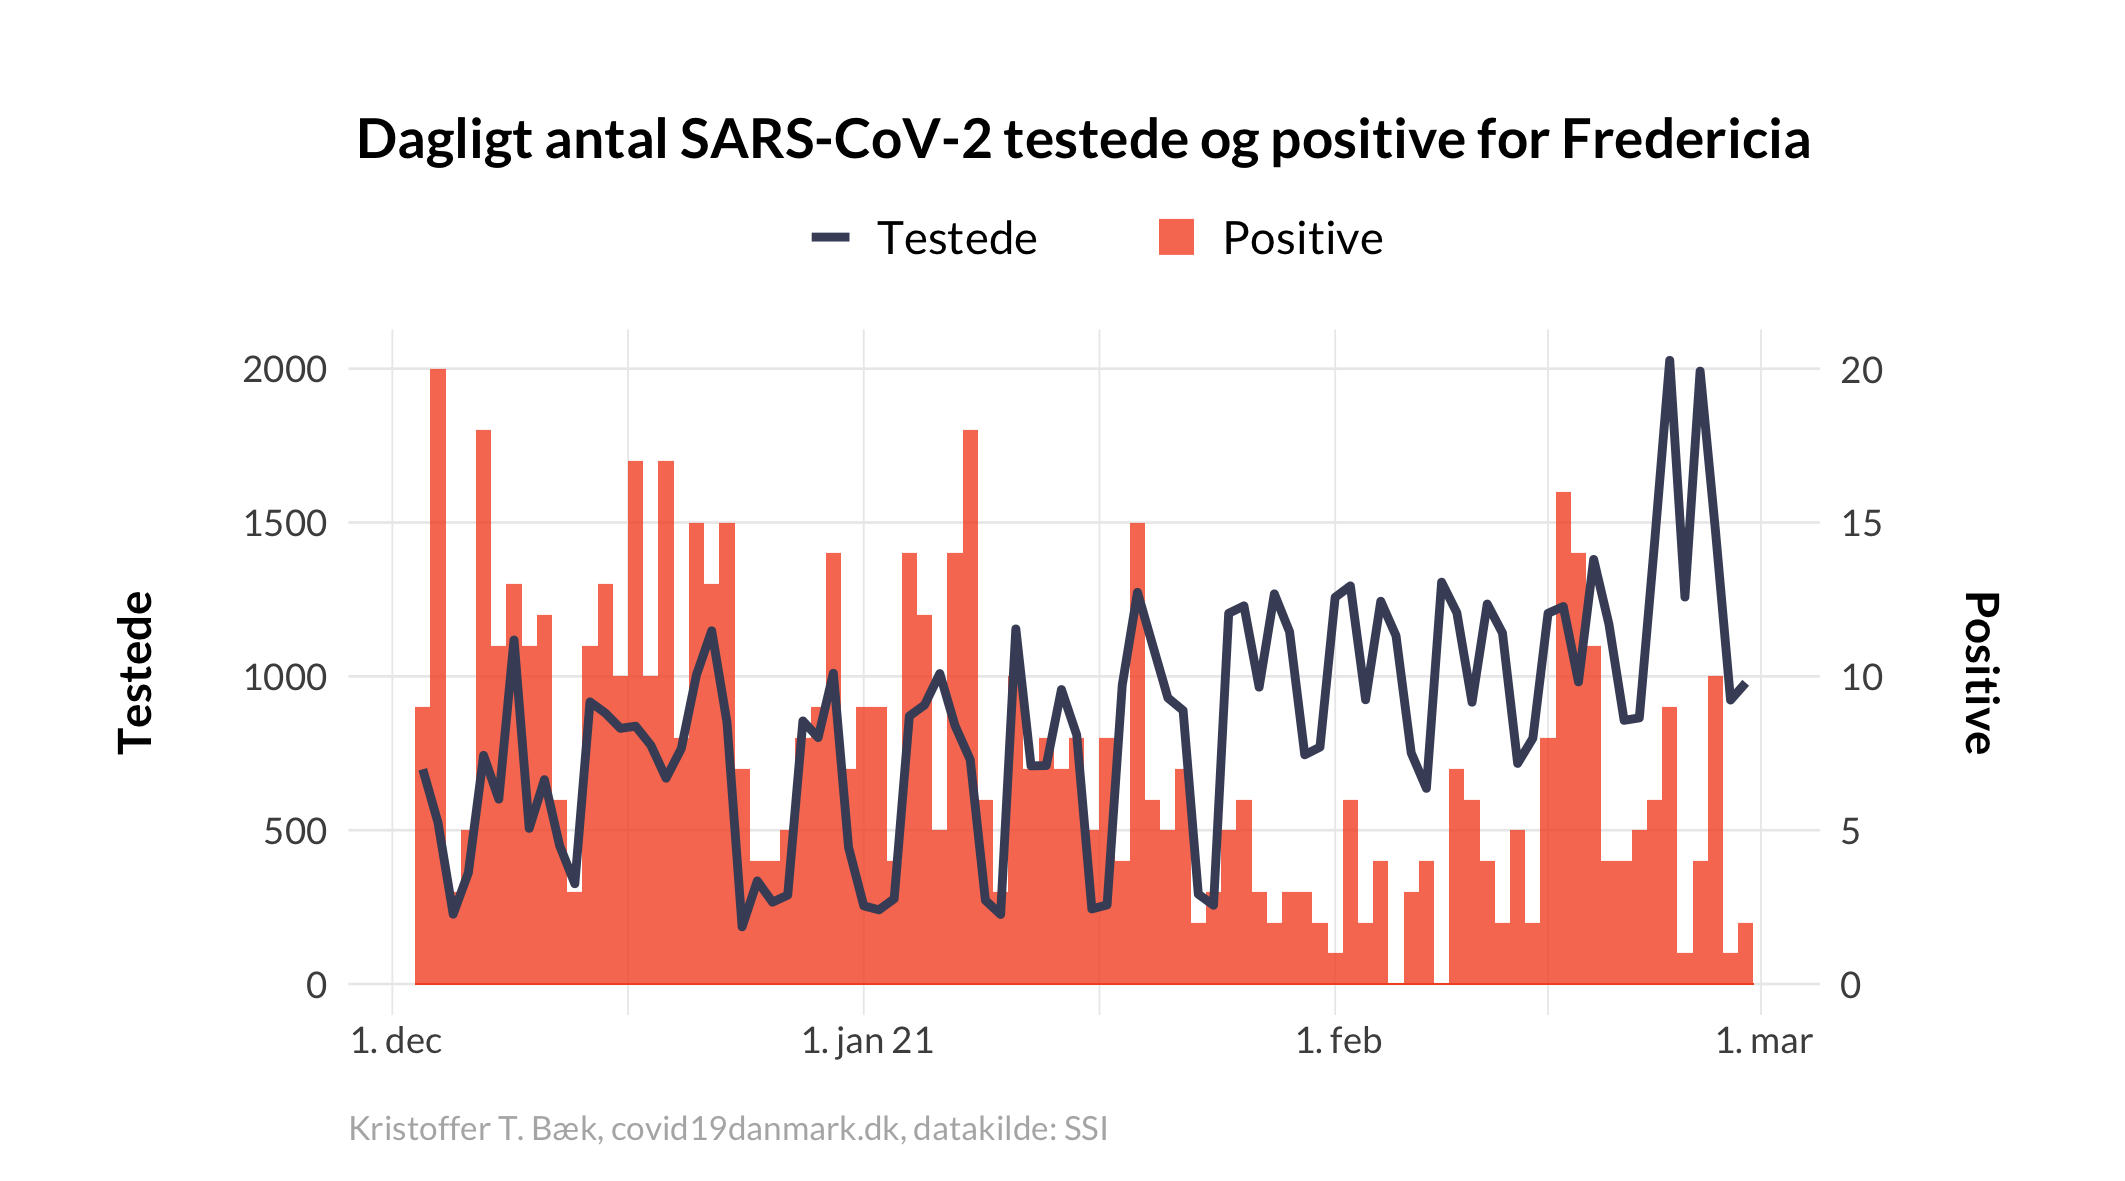 Dagligt antal SARS-CoV-2 testede og positive for Fredericia
Testede Positive
2000 20
1500 15
1000 10
500 5
0 0
Testede
Positive
1. dec 1. jan 21 1. feb 1. mar
Kristoffer T. Bæk, covid19danmark.dk, datakilde: SSI